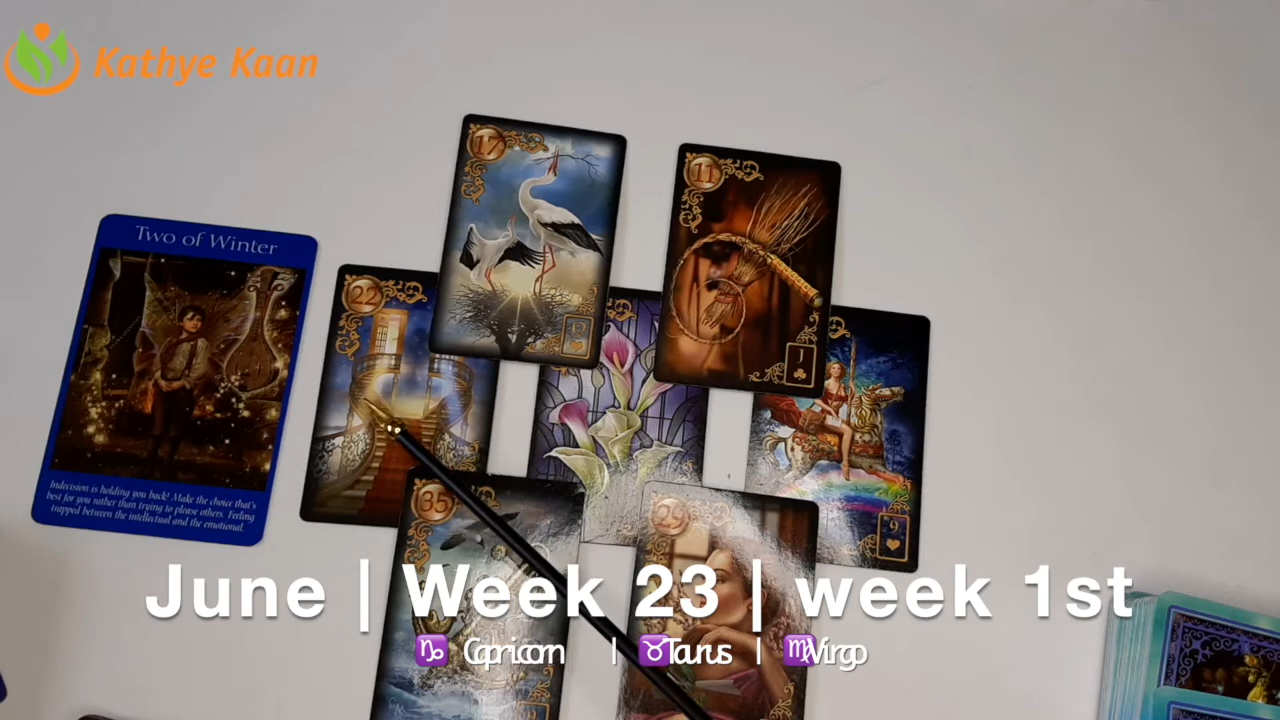 Kathye Kaan
17
11
Two of Winter
22
Q
J
Indecision is holding you back! Make the choice that's
best for you rather than trying to please others. Feeling
trapped between the intellectual and the emotional.
35
29
9
June | Week 23 | week 1st
♑ Capricorn | ♉Tarus | ♍Virgo